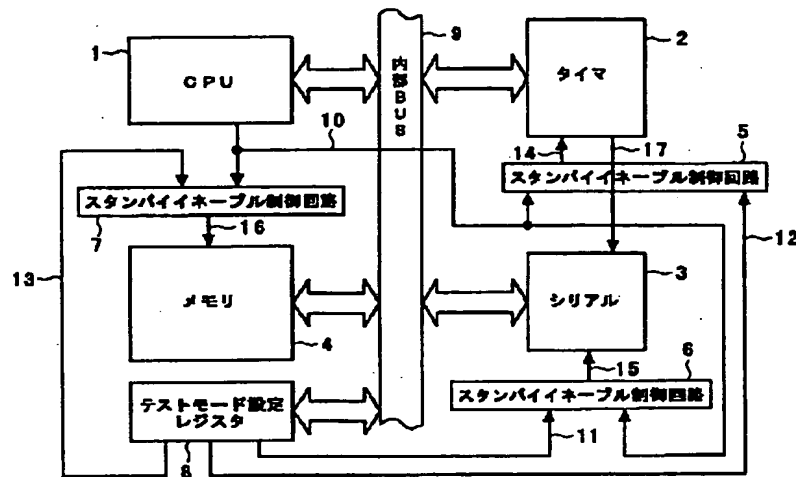 1
CPU
9
内部BUS
2
タイマ
10
14
17
5
スタンバイイネーブル制御回路
スタンバイイネーブル制御回路
7
16
12
13
メモリ
4
3
シリアル
15
6
スタンバイイネーブル制御回路
テストモード設定
レジスタ
8
11